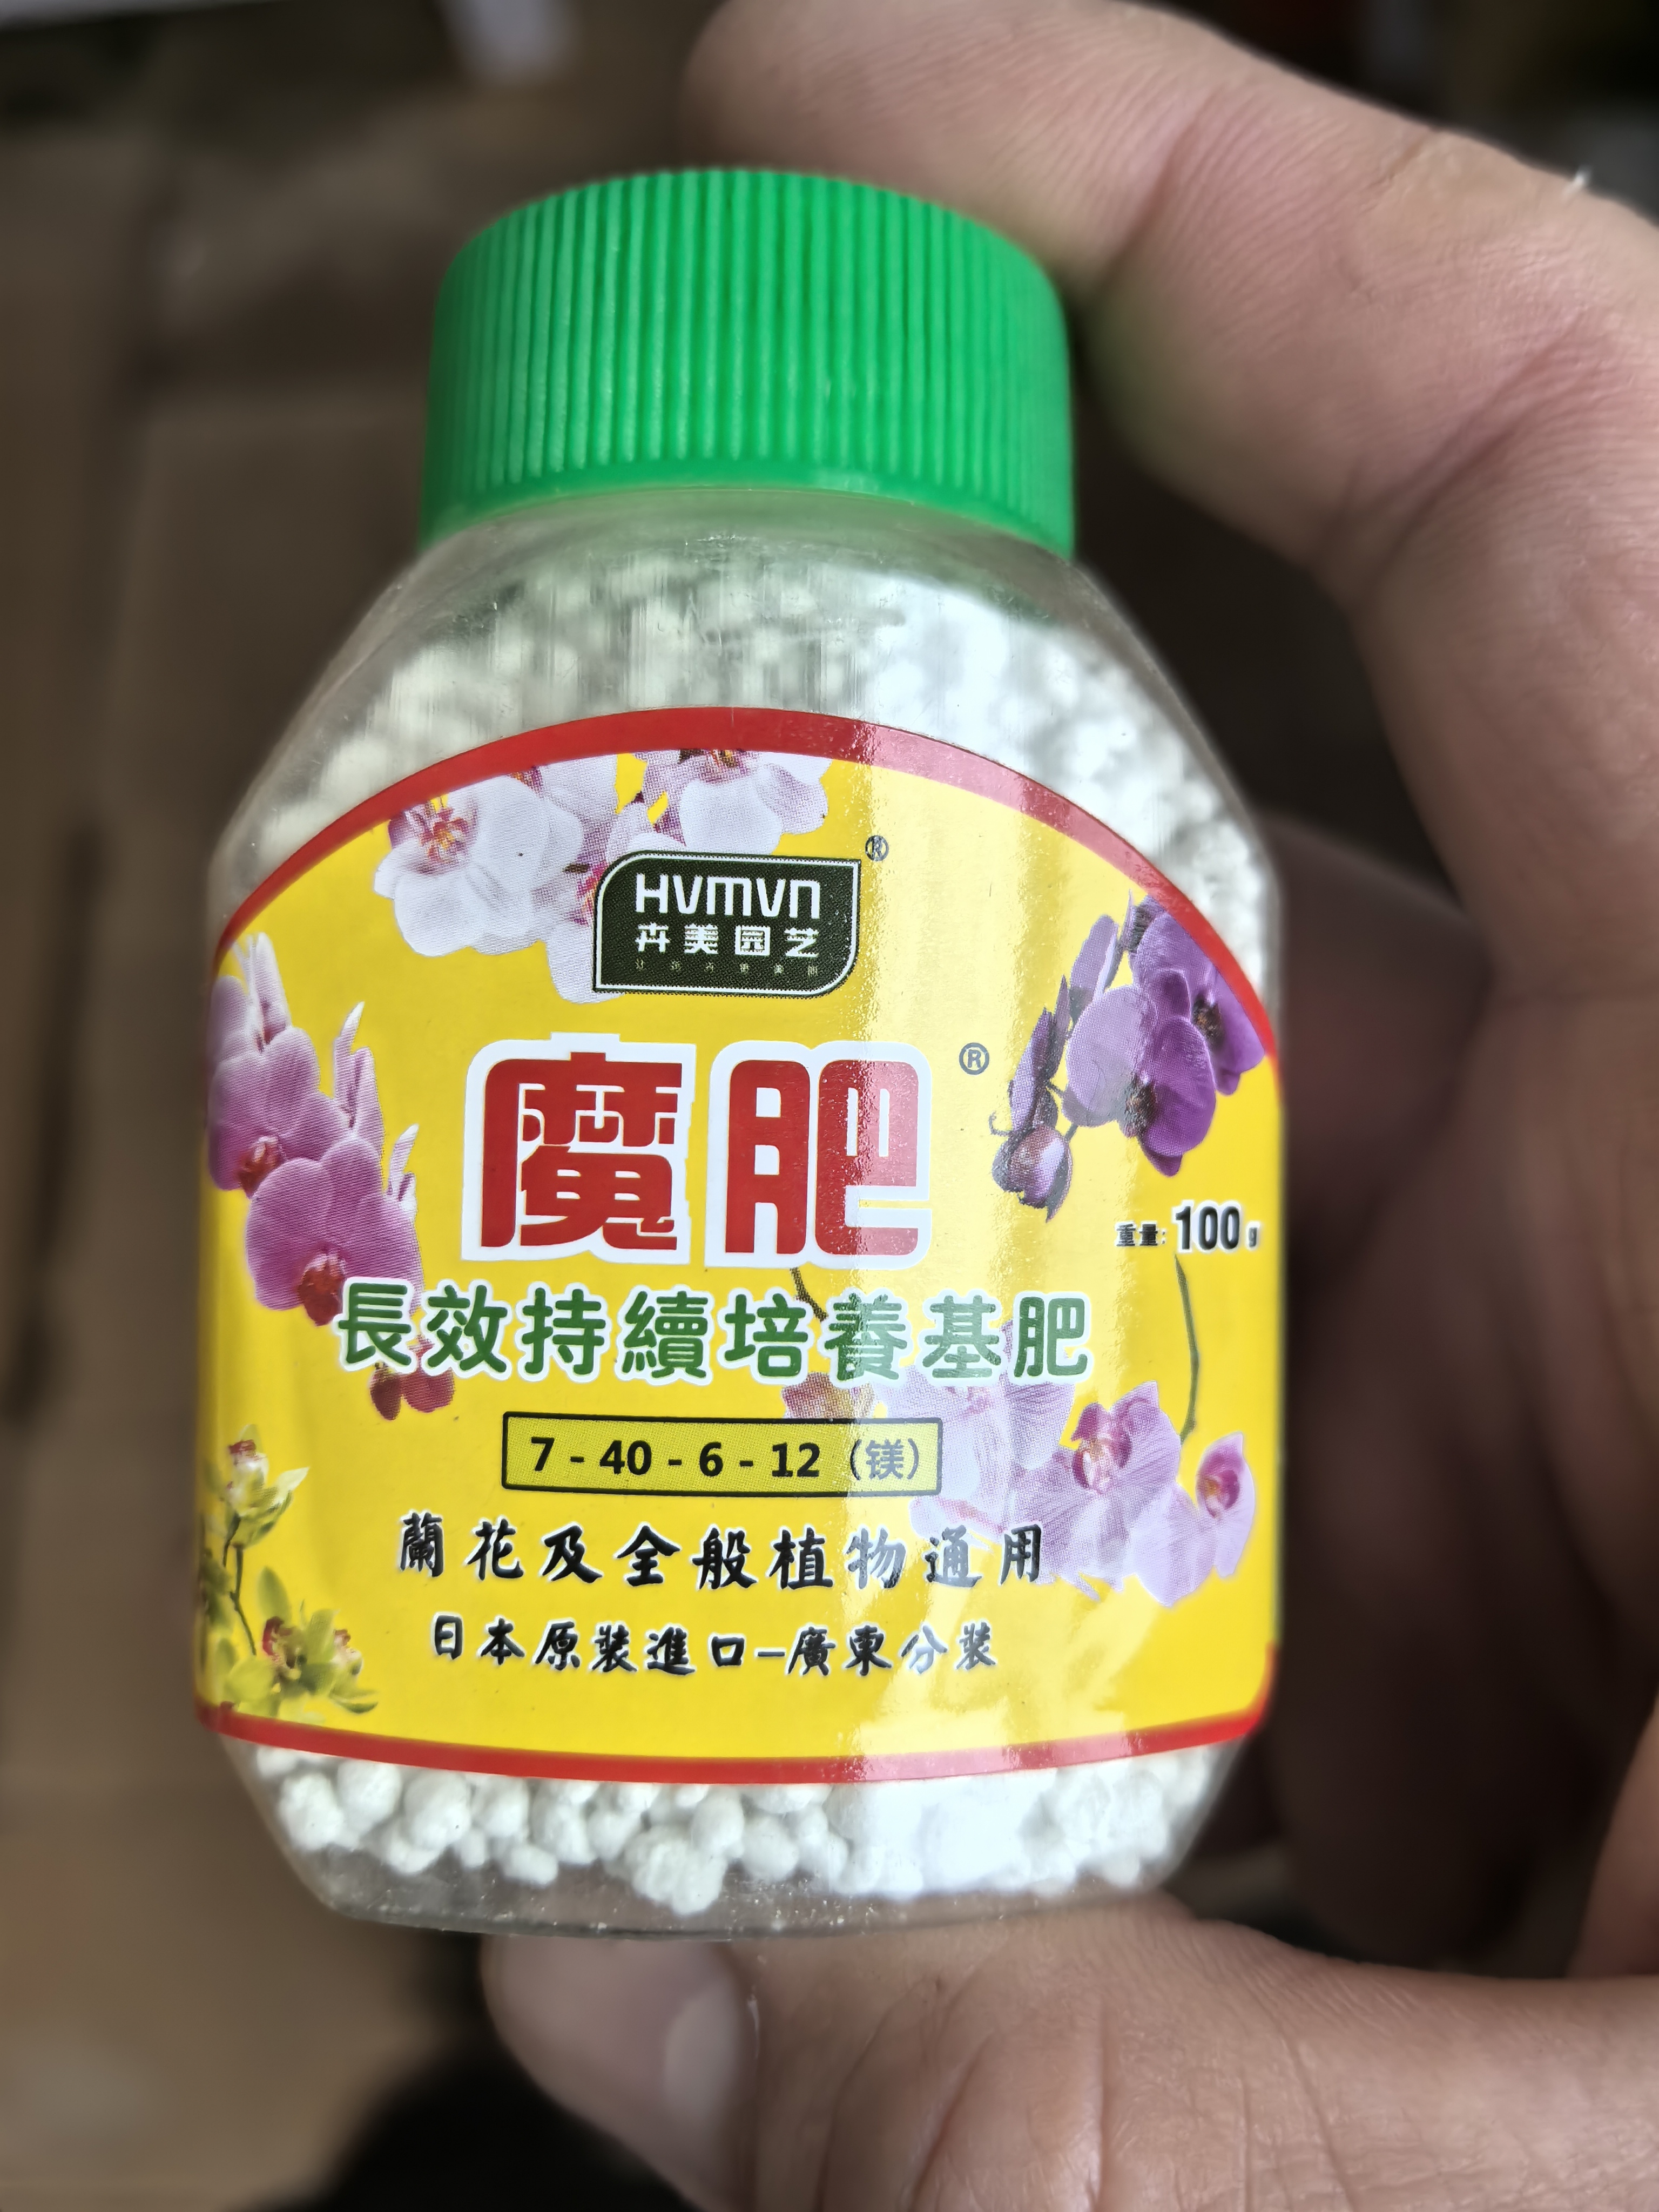 HVMVN ®
卉美园艺
魔肥 ®
重量: 100g
長效持續培養基肥
7-40-6-12（镁）
蘭花及全般植物通用
日本原裝進口–廣東分裝